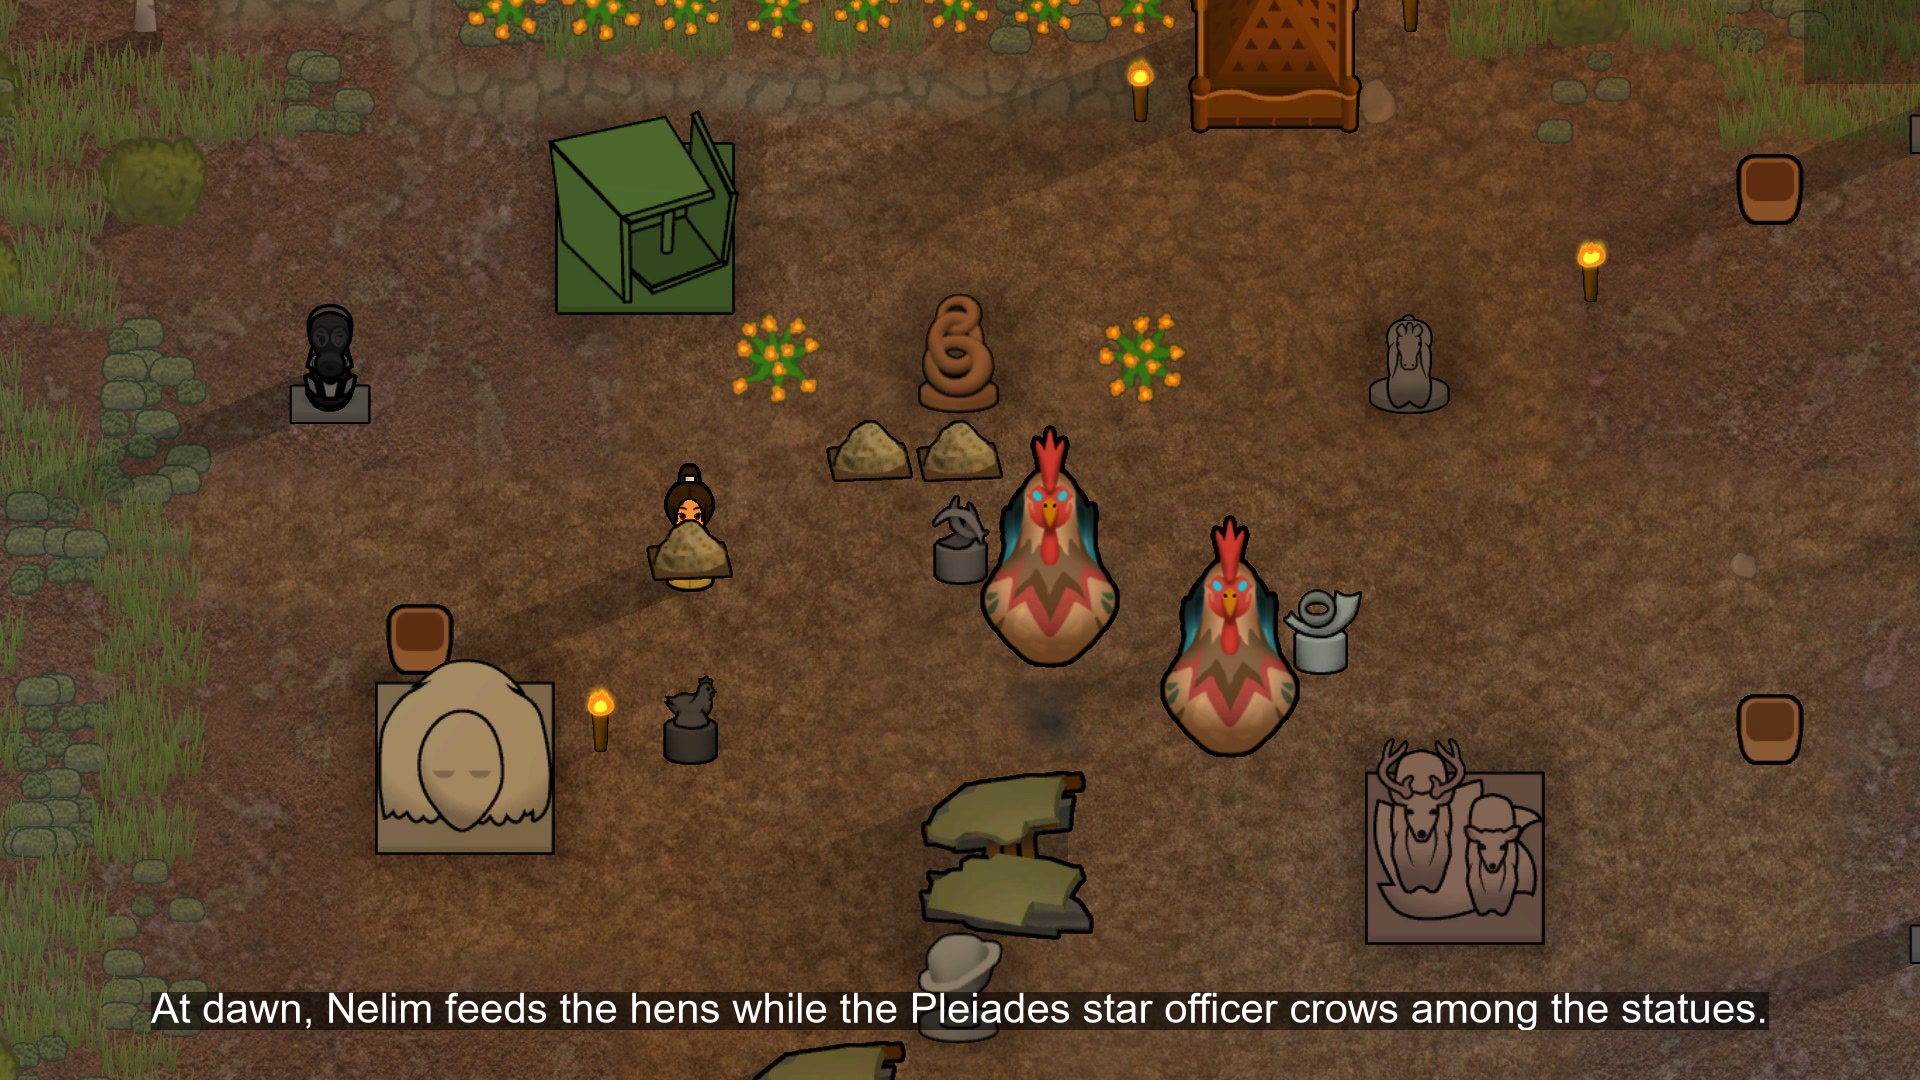 At dawn, Nelim feeds the hens while the Pleiades star officer crows among the statues.